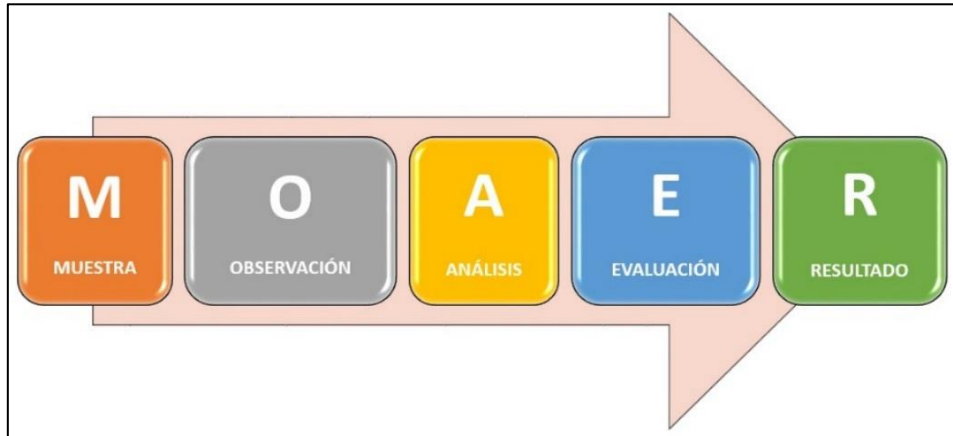 M
MUESTRA
O
OBSERVACIÓN
A
ANÁLISIS
E
EVALUACIÓN
R
RESULTADO